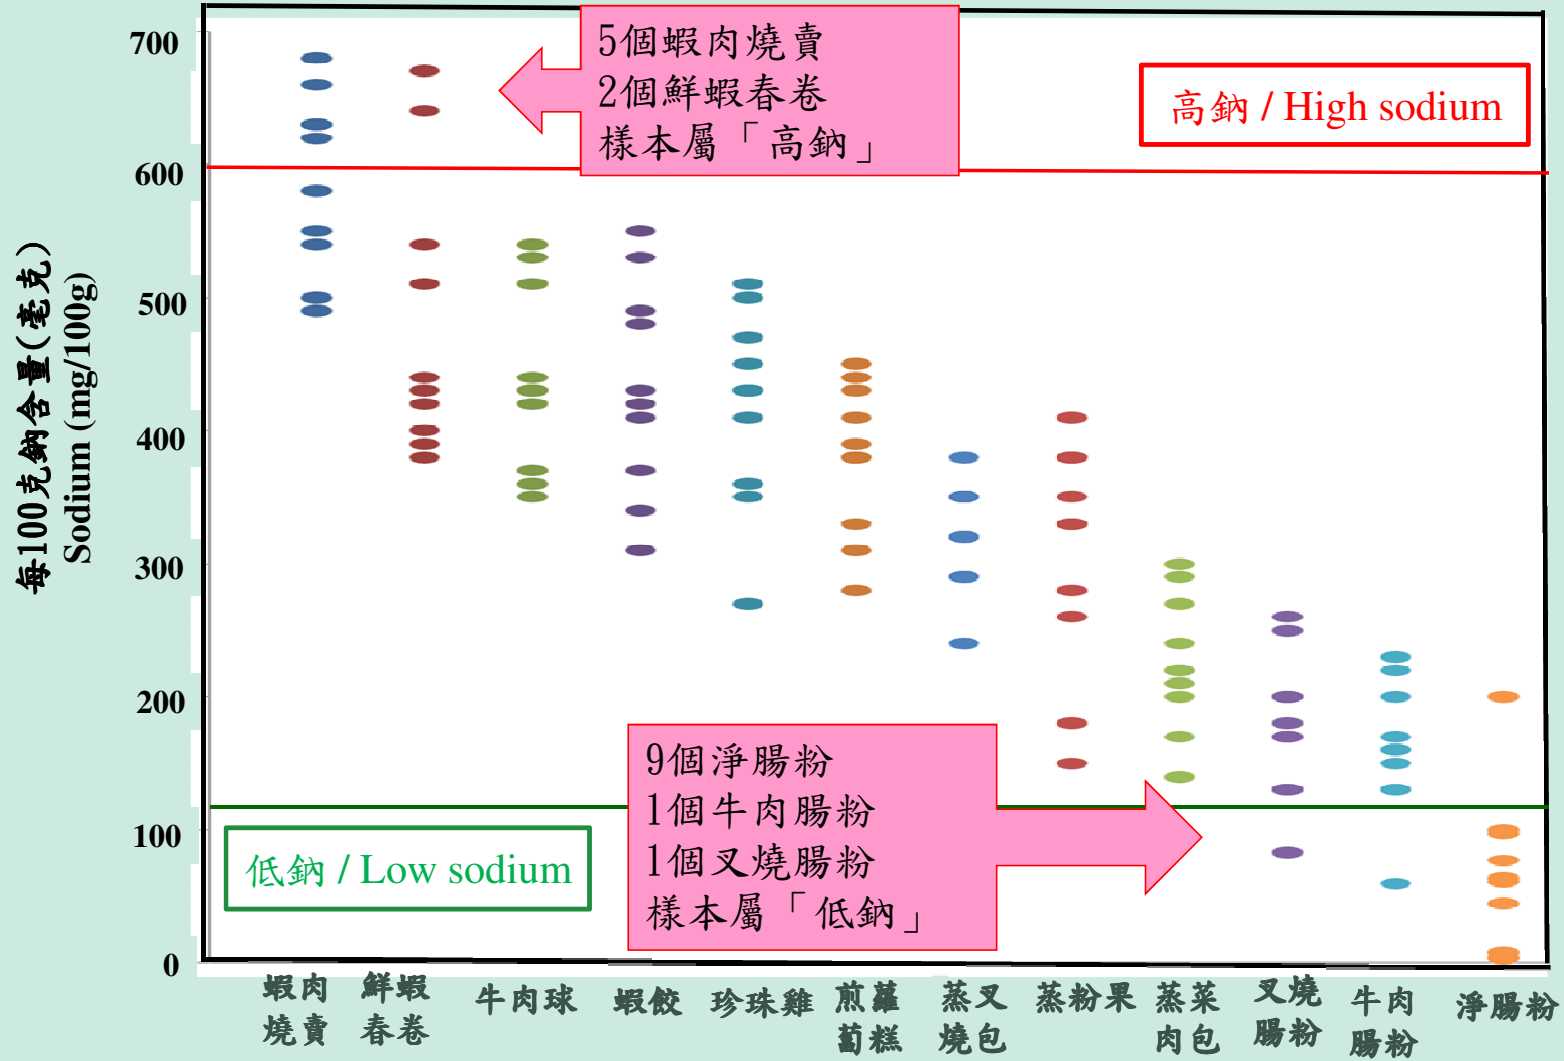 5個蝦肉燒賣
2個鮮蝦春卷
樣本屬「高鈉」
高鈉 / High sodium
每100克鈉含量(毫克)
Sodium (mg/100g)
700
600
500
400
300
200
100
0
9個淨腸粉
1個牛肉腸粉
1個叉燒腸粉
樣本屬「低鈉」
低鈉 / Low sodium
蝦肉
燒賣
鮮蝦
春卷
牛肉球
蝦餃
珍珠雞
煎蘿
蔔糕
蒸叉
燒包
蒸粉果
蒸菜
肉包
叉燒
腸粉
牛肉
腸粉
淨腸粉